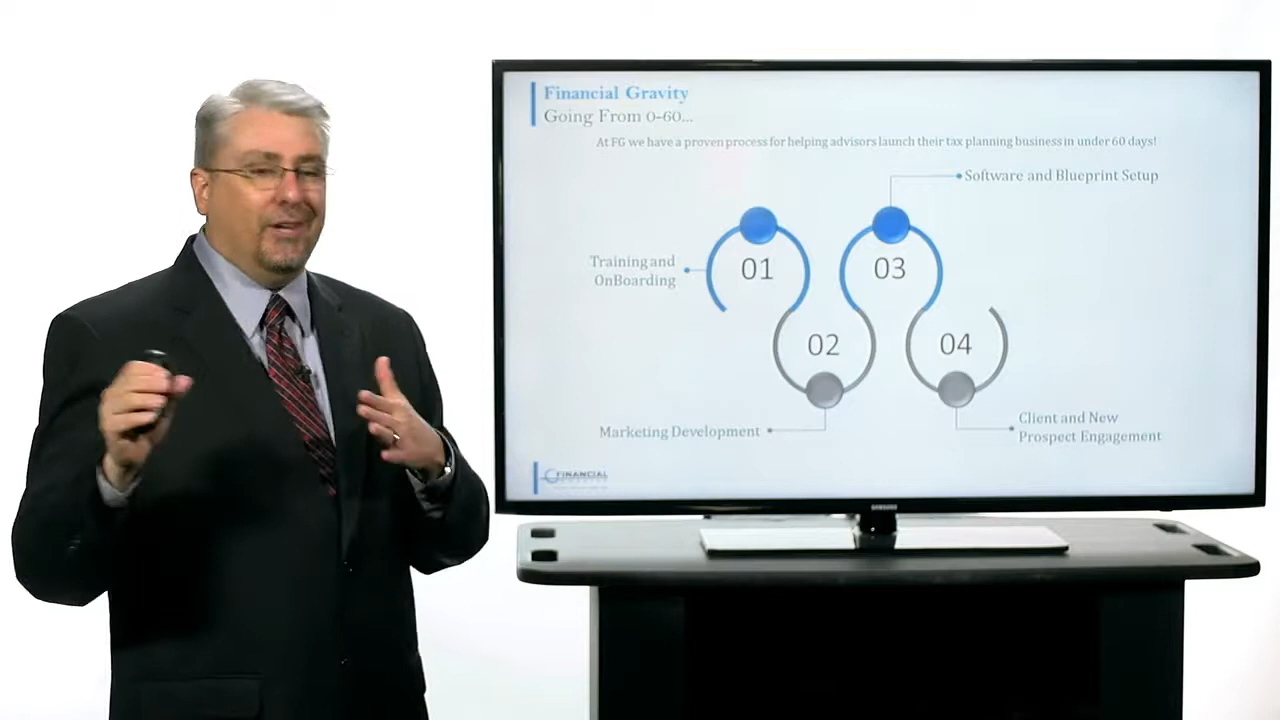 Financial Gravity
Going From 0-60...
At FG we have a proven process for helping advisors launch their tax planning business in under 60 days!
Software and Blueprint Setup
Training and
OnBoarding
01
03
02
04
Marketing Development
Client and New
Prospect Engagement
FINANCIAL
SAMSUNG